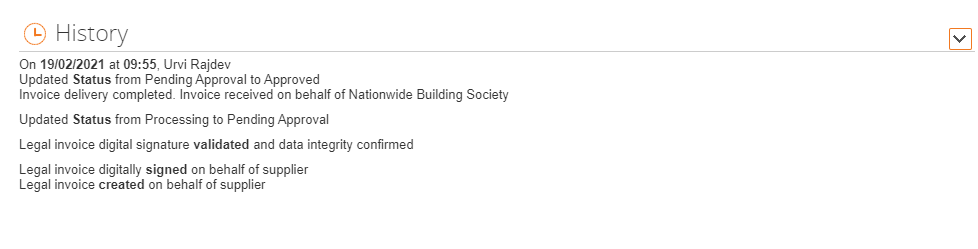 History
On 19/02/2021 at 09:55, Urvi Rajdev
Updated Status from Pending Approval to Approved
Invoice delivery completed. Invoice received on behalf of Nationwide Building Society
Updated Status from Processing to Pending Approval
Legal invoice digital signature validated and data integrity confirmed
Legal invoice digitally signed on behalf of supplier
Legal invoice created on behalf of supplier